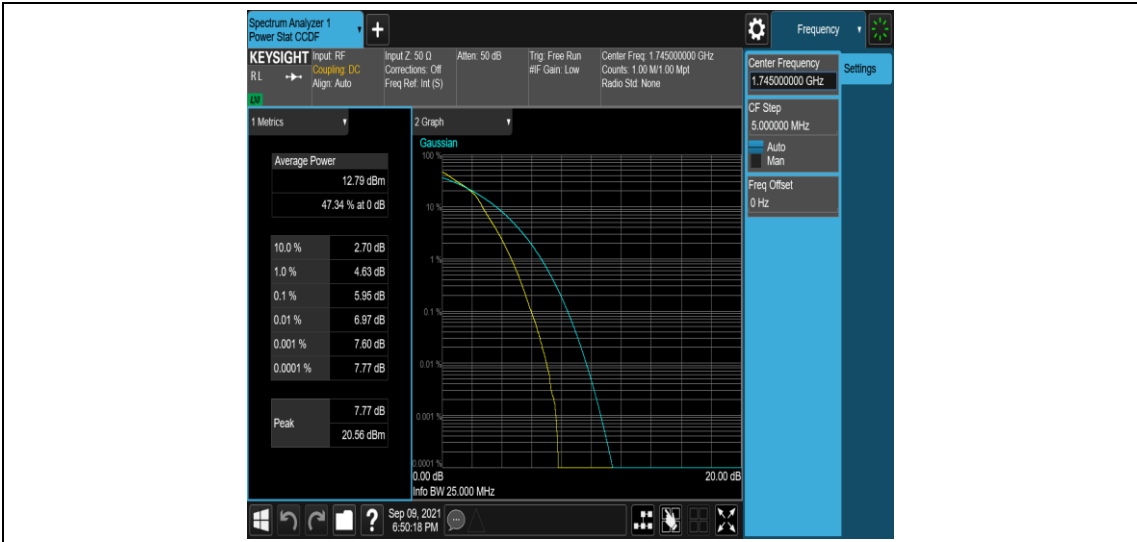 Spectrum Analyzer 1
Power Stat CCDF
+
Frequency
KEYSIGHT
Input: RF
Coupling: DC
Align: Auto
Input Z: 50 Ω
Corrections: Off
Freq Ref: Int (S)
Atten: 50 dB
Trig: Free Run
#IF Gain: Low
Center Freq: 1.745000000 GHz
Counts: 1.00 M/1.00 Mpt
Radio Std: None
R L
Center Frequency
1.745000000 GHz
Settings
CF Step
5.000000 MHz
Auto
Man
Freq Offset
0 Hz
1 Metrics
Average Power
12.79 dBm
47.34 % at 0 dB
10.0 % 2.70 dB
1.0 % 4.63 dB
0.1 % 5.95 dB
0.01 % 6.97 dB
0.001 % 7.60 dB
0.0001 % 7.77 dB
Peak 7.77 dB
20.56 dBm
2 Graph
Gaussian
100 %
10 %
1 %
0.1 %
0.01 %
0.001 %
0.0001 %
0.00 dB 20.00 dB
Info BW 25.000 MHz
?
Sep 09, 2021
6:50:18 PM